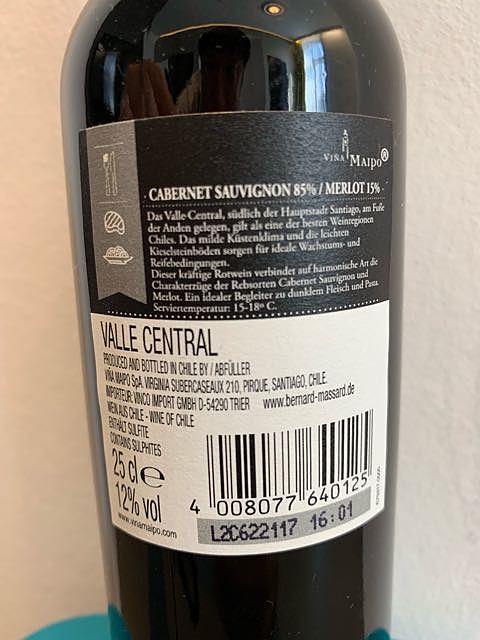 VIÑA MAIPO®
CABERNET SAUVIGNON 85% / MERLOT 15%
Das Valle Central, südlich der Hauptstadt Santiago, am Fuße
der Anden gelegen, gilt als eine der besten Weinregionen
Chiles. Das milde Küstenklima und die leichten
Kieselsteinböden sorgen für ideale Wachstums- und
Reifebedingungen.
Dieser kräftige Rotwein verbindet auf harmonische Art die
Charakterzüge der Rebsorten Cabernet Sauvignon und
Merlot. Ein idealer Begleiter zu dunklem Fleisch und Pasta.
Serviertemperatur: 15-18º C.
VALLE CENTRAL
PRODUCED AND BOTTLED IN CHILE BY / ABFÜLLER
VIÑA MAIPO SpA. VIRGINIA SUBERCASEAUX 210, PIRQUE, SANTIAGO, CHILE.
IMPORTEUR: VINCO IMPORT GMBH D-54290 TRIER www.bernard-massard.de
WEIN AUS CHILE - WINE OF CHILE
ENTHÄLT SULFITE
CONTAINS SULPHITES
25 cl e
12% vol
www.vinamaipo.com
4 008077 640125
L2C622117 16:01